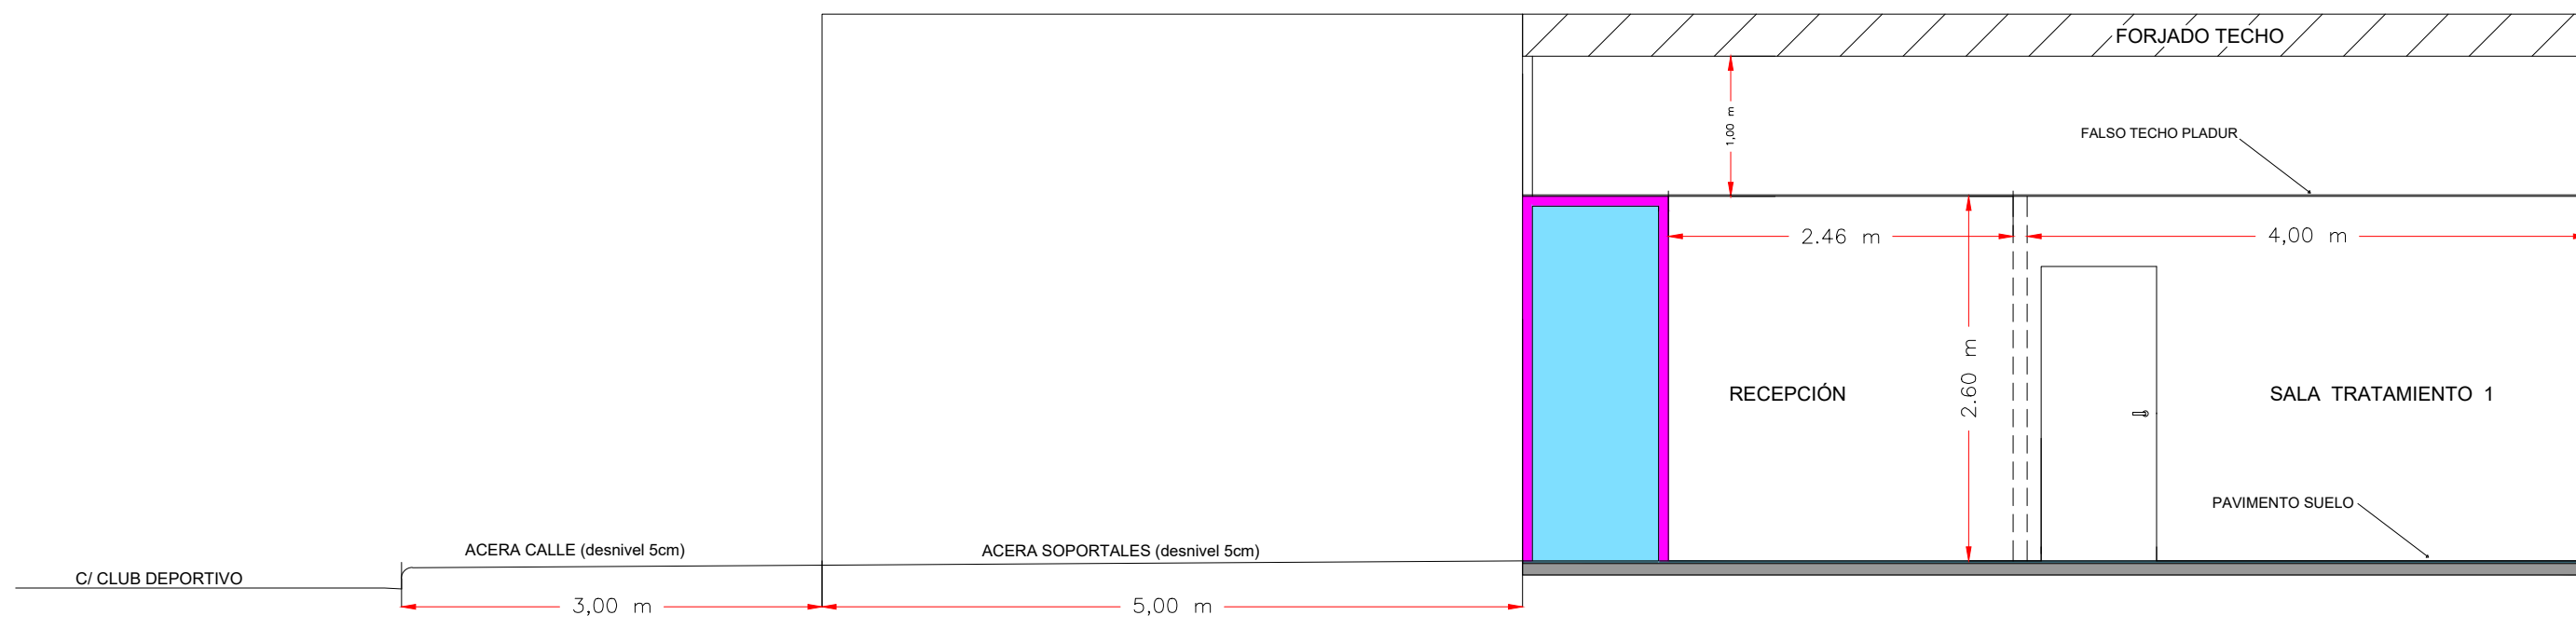 FORJADO TECHO
1,00 m
FALSO TECHO PLADUR
2.46 m
4,00 m
2.60 m
RECEPCIÓN
SALA TRATAMIENTO 1
PAVIMENTO SUELO
ACERA CALLE (desnivel 5cm)
ACERA SOPORTALES (desnivel 5cm)
C/ CLUB DEPORTIVO
3,00 m
5,00 m